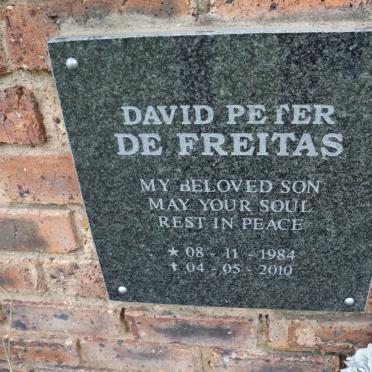 DAVID PETER
DE FREITAS
MY BELOVED SON
MAY YOUR SOUL
REST IN PEACE
★ 08 - 11 - 1984
✝ 04 - 05 - 2010